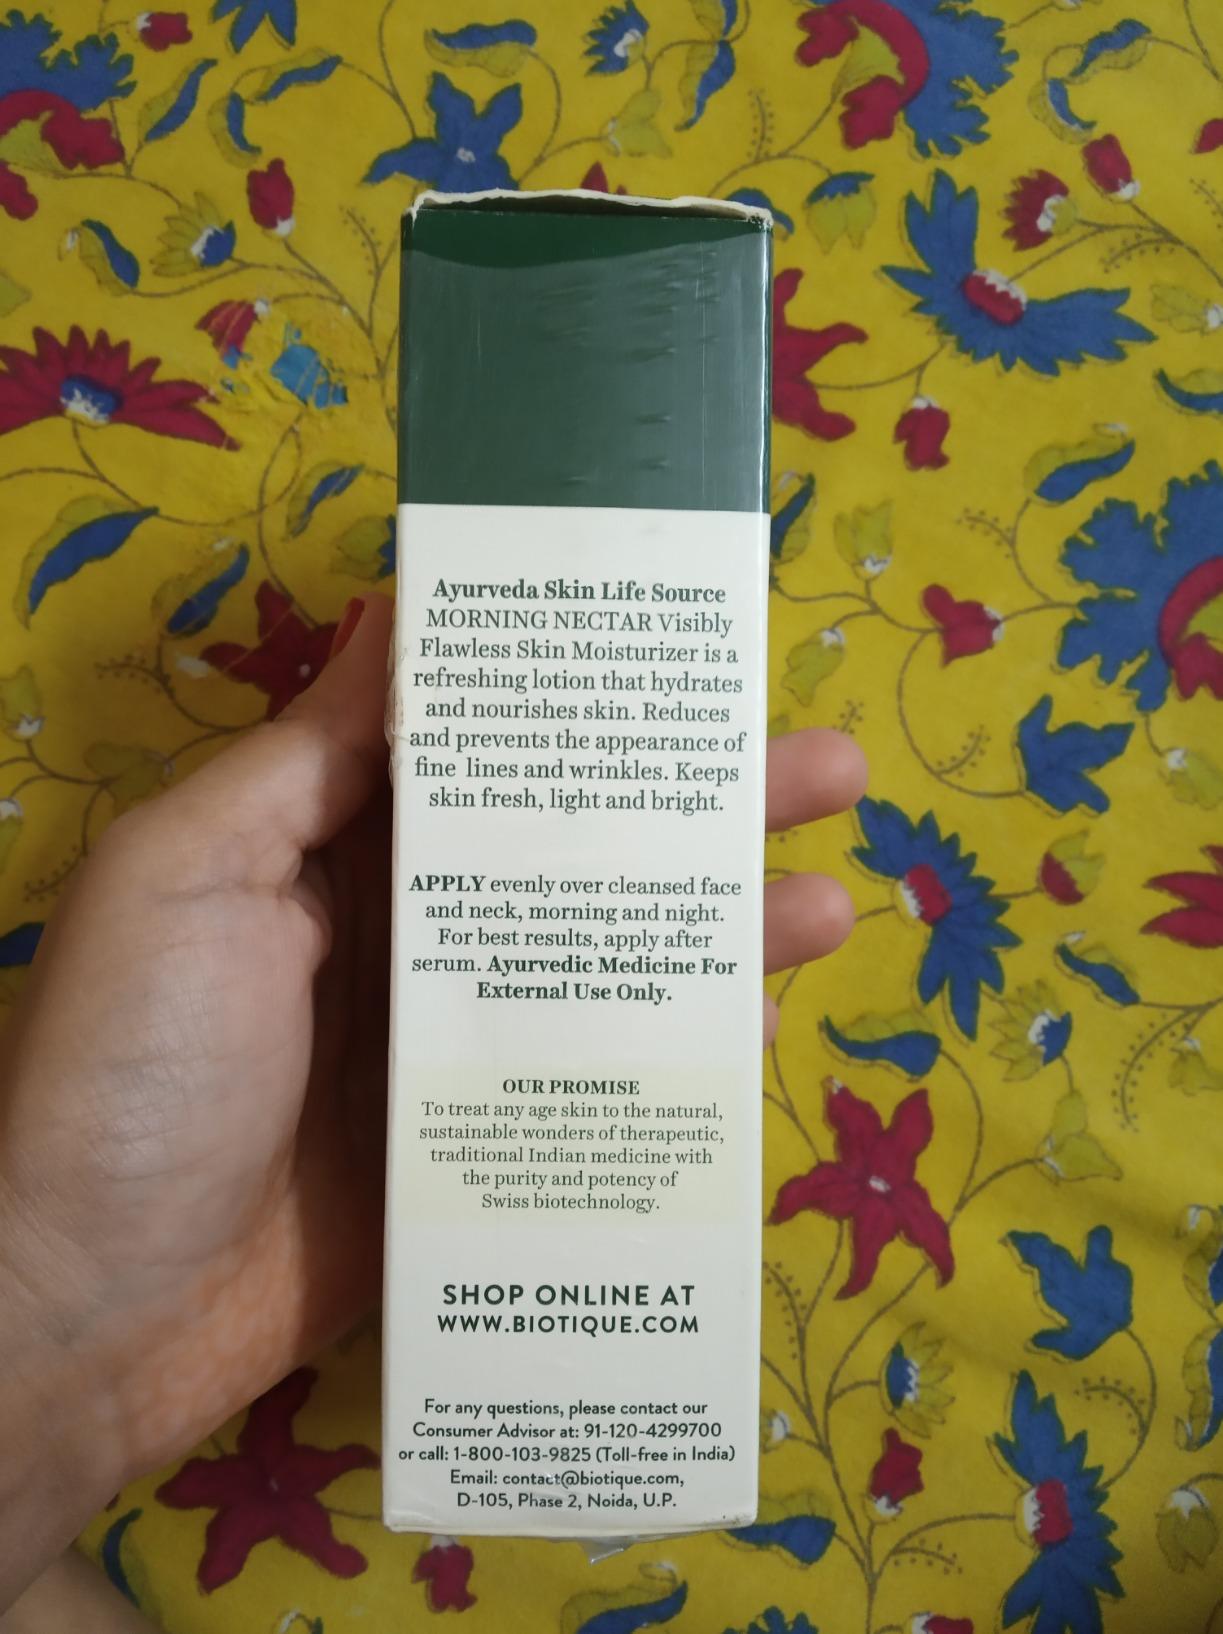 Ayurveda Skin Life Source
MORNING NECTAR Visibly
Flawless Skin Moisturizer is a
refreshing lotion that hydrates
and nourishes skin. Reduces
and prevents the appearance of
fine lines and wrinkles. Keeps
skin fresh, light and bright.
APPLY evenly over cleansed face
and neck, morning and night.
For best results, apply after
serum. Ayurvedic Medicine For
External Use Only.
OUR PROMISE
To treat any age skin to the natural,
sustainable wonders of therapeutic,
traditional Indian medicine with
the purity and potency of
Swiss biotechnology.
SHOP ONLINE AT
WWW.BIOTIQUE.COM
For any questions, please contact our
Consumer Advisor at: 91-120-4299700
or call: 1-800-103-9825 (Toll-free in India)
Email: contact@biotique.com,
D-105, Phase 2, Noida, U.P.